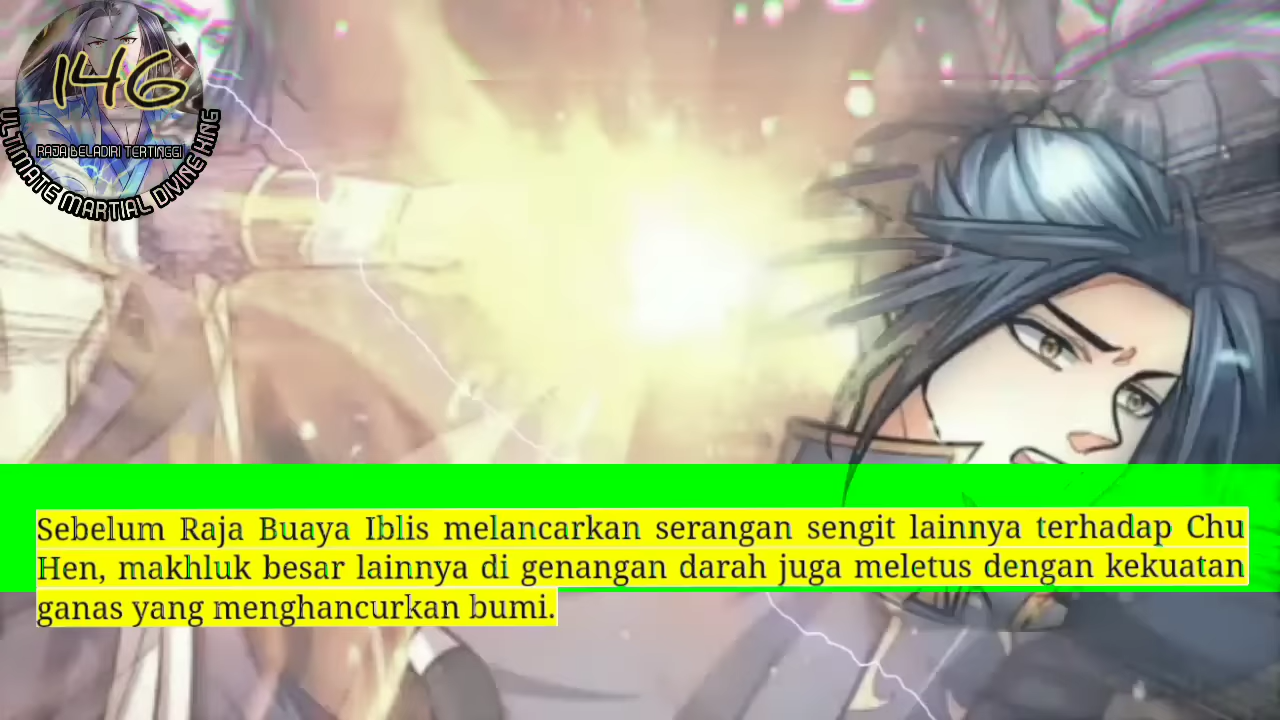 146
RAJA BELADIRI TERTINGGI
ULTIMATE MARTIAL DIVINE KING
Sebelum Raja Buaya Iblis melancarkan serangan sengit lainnya terhadap Chu
Hen, makhluk besar lainnya di genangan darah juga meletus dengan kekuatan
ganas yang menghancurkan bumi.